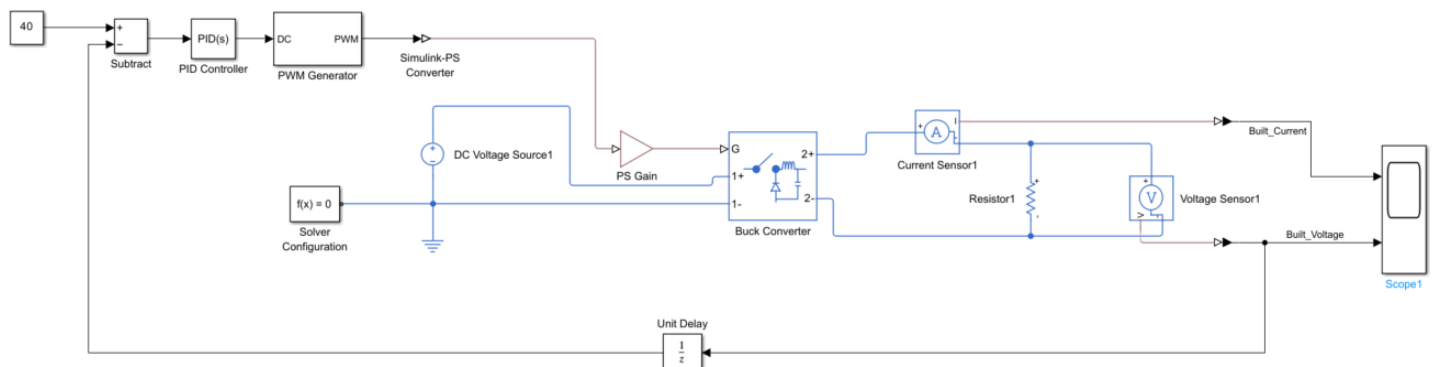 40
+
−
Subtract
PID(s)
PID Controller
DC
PWM
PWM Generator
Simulink-PS
Converter
+
−
DC Voltage Source1
f(x) = 0
Solver
Configuration
PS Gain
G
1+
1-
2+
2-
Buck Converter
+
A
I
-
Current Sensor1
Built_Current
Resistor1
+
-
+
V
V
-
Voltage Sensor1
Built_Voltage
Scope1
Unit Delay
1
z